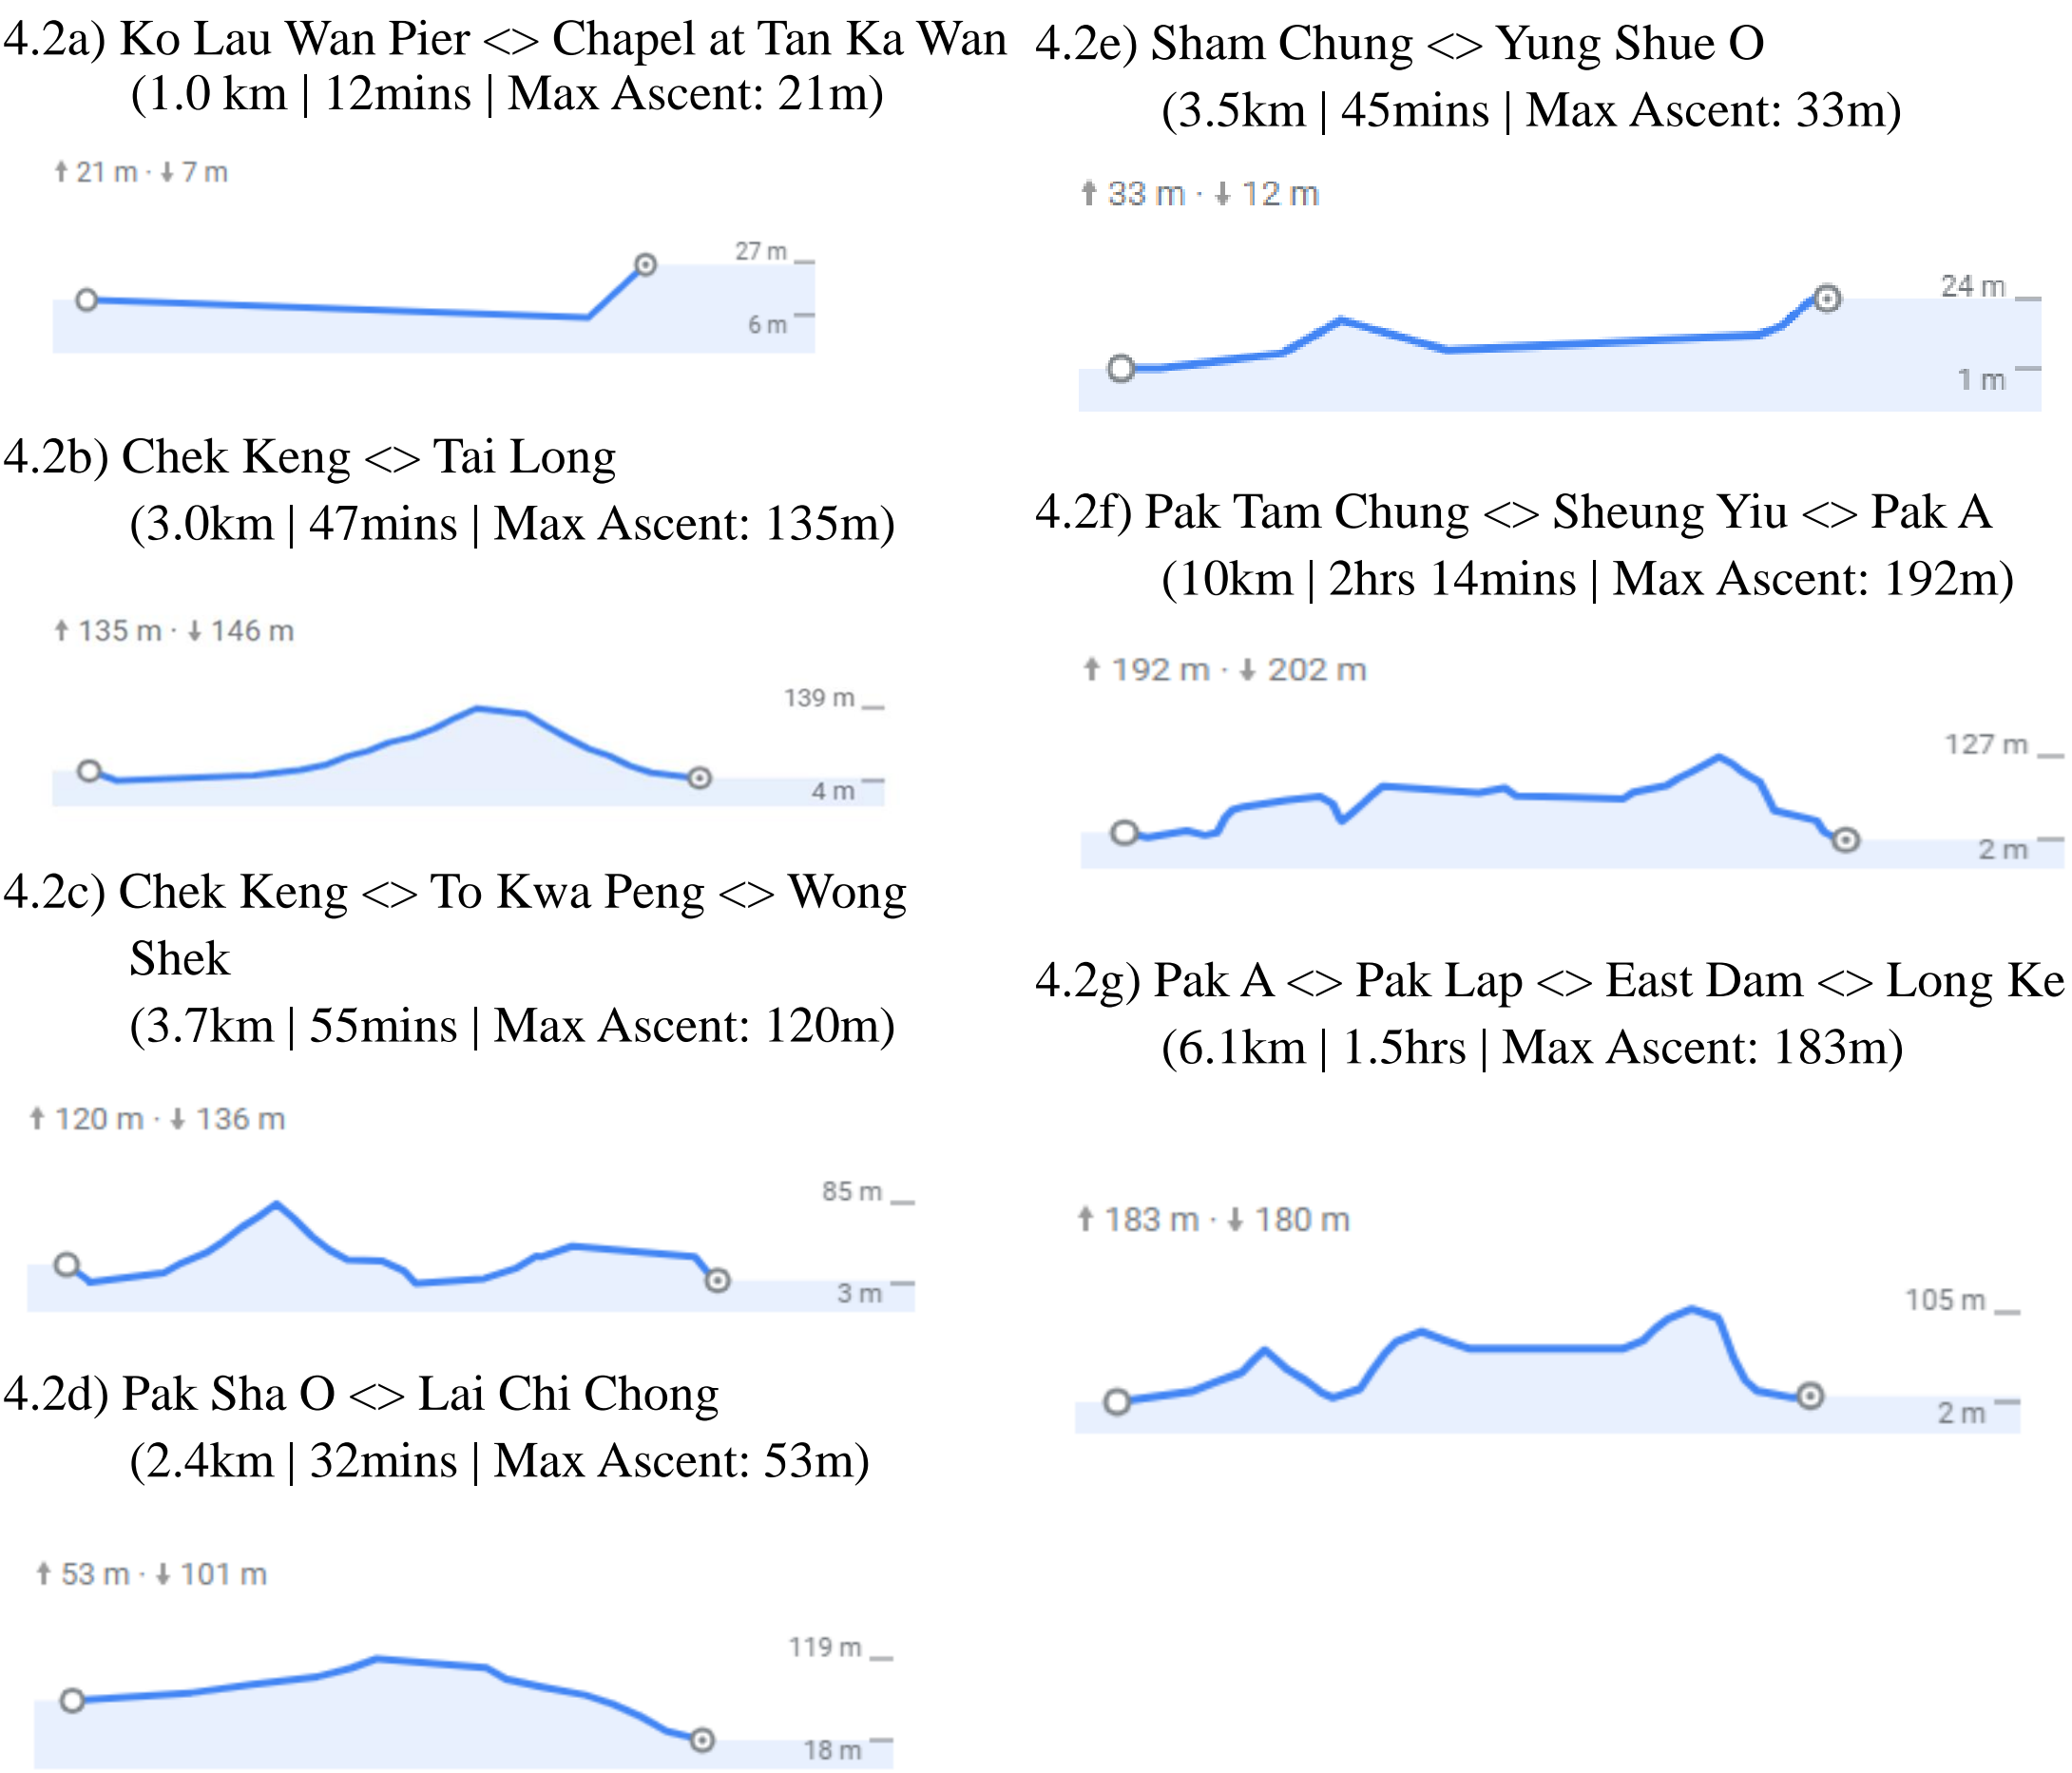 4.2a) Ko Lau Wan Pier <> Chapel at Tan Ka Wan
(1.0 km | 12mins | Max Ascent: 21m)
↑ 21 m · ↓ 7 m
27 m
6 m
4.2b) Chek Keng <> Tai Long
(3.0km | 47mins | Max Ascent: 135m)
↑ 135 m · ↓ 146 m
139 m
4 m
4.2c) Chek Keng <> To Kwa Peng <> Wong
Shek
(3.7km | 55mins | Max Ascent: 120m)
↑ 120 m · ↓ 136 m
85 m
3 m
4.2d) Pak Sha O <> Lai Chi Chong
(2.4km | 32mins | Max Ascent: 53m)
↑ 53 m · ↓ 101 m
119 m
18 m
4.2e) Sham Chung <> Yung Shue O
(3.5km | 45mins | Max Ascent: 33m)
↑ 33 m · ↓ 12 m
24 m
1 m
4.2f) Pak Tam Chung <> Sheung Yiu <> Pak A
(10km | 2hrs 14mins | Max Ascent: 192m)
↑ 192 m · ↓ 202 m
127 m
2 m
4.2g) Pak A <> Pak Lap <> East Dam <> Long Ke
(6.1km | 1.5hrs | Max Ascent: 183m)
↑ 183 m · ↓ 180 m
105 m
2 m